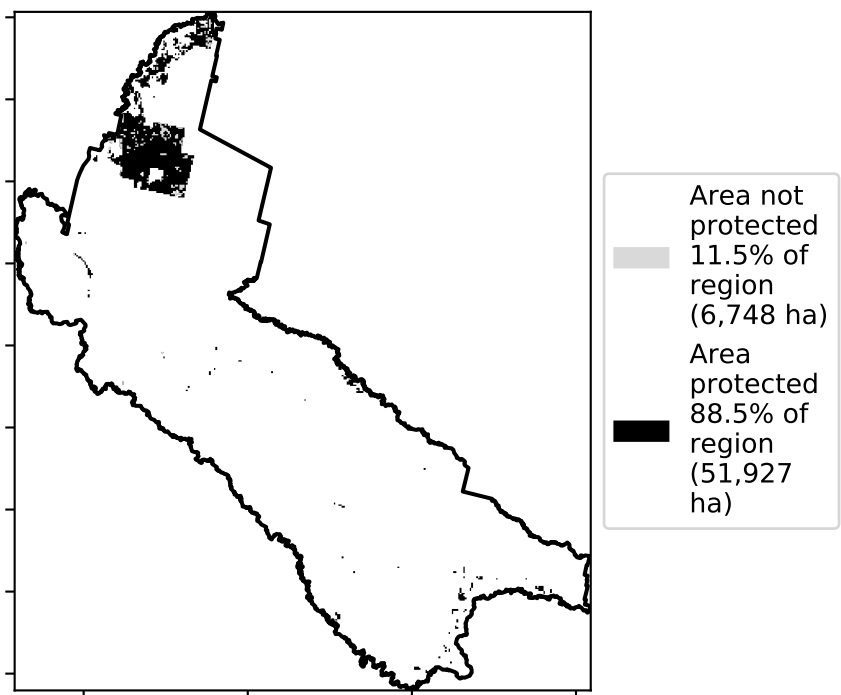 Area not
protected
11.5% of
region
(6,748 ha)
Area
protected
88.5% of
region
(51,927
ha)